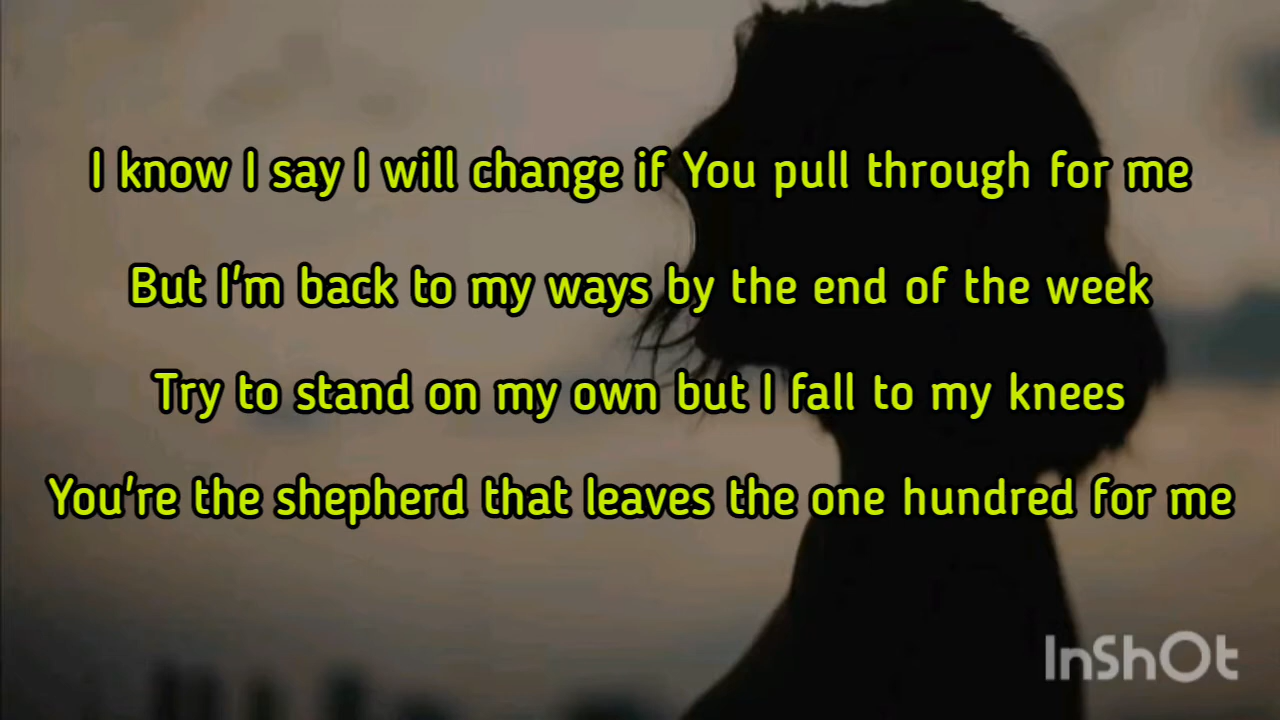 I know I say I will change if You pull through for me
But I'm back to my ways by the end of the week
Try to stand on my own but I fall to my knees
You're the shepherd that leaves the one hundred for me
InShOt